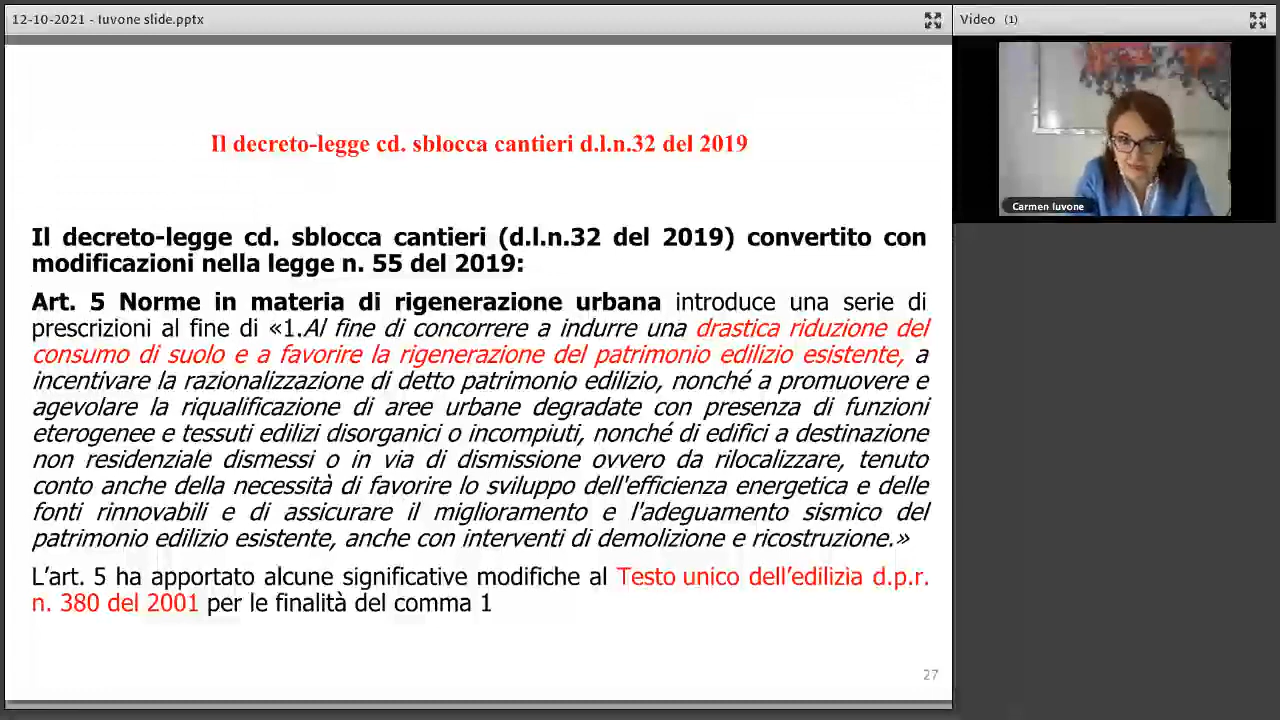 12-10-2021 - Iuvone slide.pptx
Video (1)
Carmen Iuvone
Il decreto-legge cd. sblocca cantieri d.l.n.32 del 2019
Il decreto-legge cd. sblocca cantieri (d.l.n.32 del 2019) convertito con
modificazioni nella legge n. 55 del 2019:
Art. 5 Norme in materia di rigenerazione urbana introduce una serie di
prescrizioni al fine di «1.Al fine di concorrere a indurre una drastica riduzione del
consumo di suolo e a favorire la rigenerazione del patrimonio edilizio esistente, a
incentivare la razionalizzazione di detto patrimonio edilizio, nonché a promuovere e
agevolare la riqualificazione di aree urbane degradate con presenza di funzioni
eterogenee e tessuti edilizi disorganici o incompiuti, nonché di edifici a destinazione
non residenziale dismessi o in via di dismissione ovvero da rilocalizzare, tenuto
conto anche della necessità di favorire lo sviluppo dell'efficienza energetica e delle
fonti rinnovabili e di assicurare il miglioramento e l'adeguamento sismico del
patrimonio edilizio esistente, anche con interventi di demolizione e ricostruzione.»
L’art. 5 ha apportato alcune significative modifiche al Testo unico dell’edilizia d.p.r.
n. 380 del 2001 per le finalità del comma 1
27